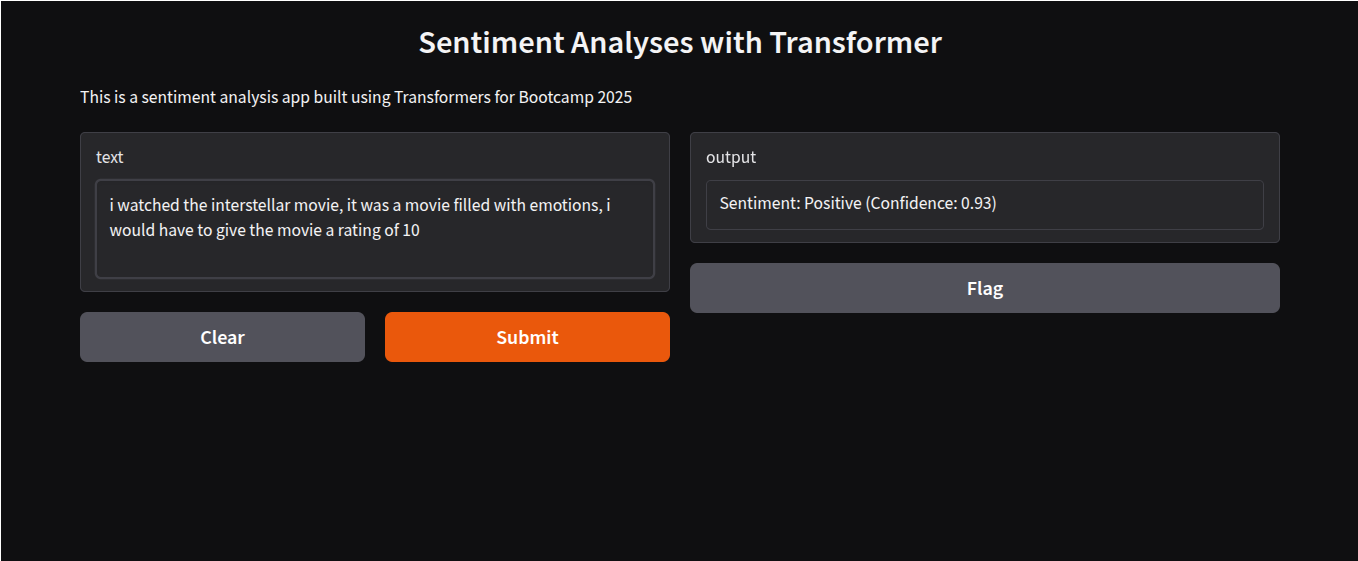 Sentiment Analyses with Transformer
This is a sentiment analysis app built using Transformers for Bootcamp 2025
text
i watched the interstellar movie, it was a movie filled with emotions, i
would have to give the movie a rating of 10
Clear
Submit
output
Sentiment: Positive (Confidence: 0.93)
Flag